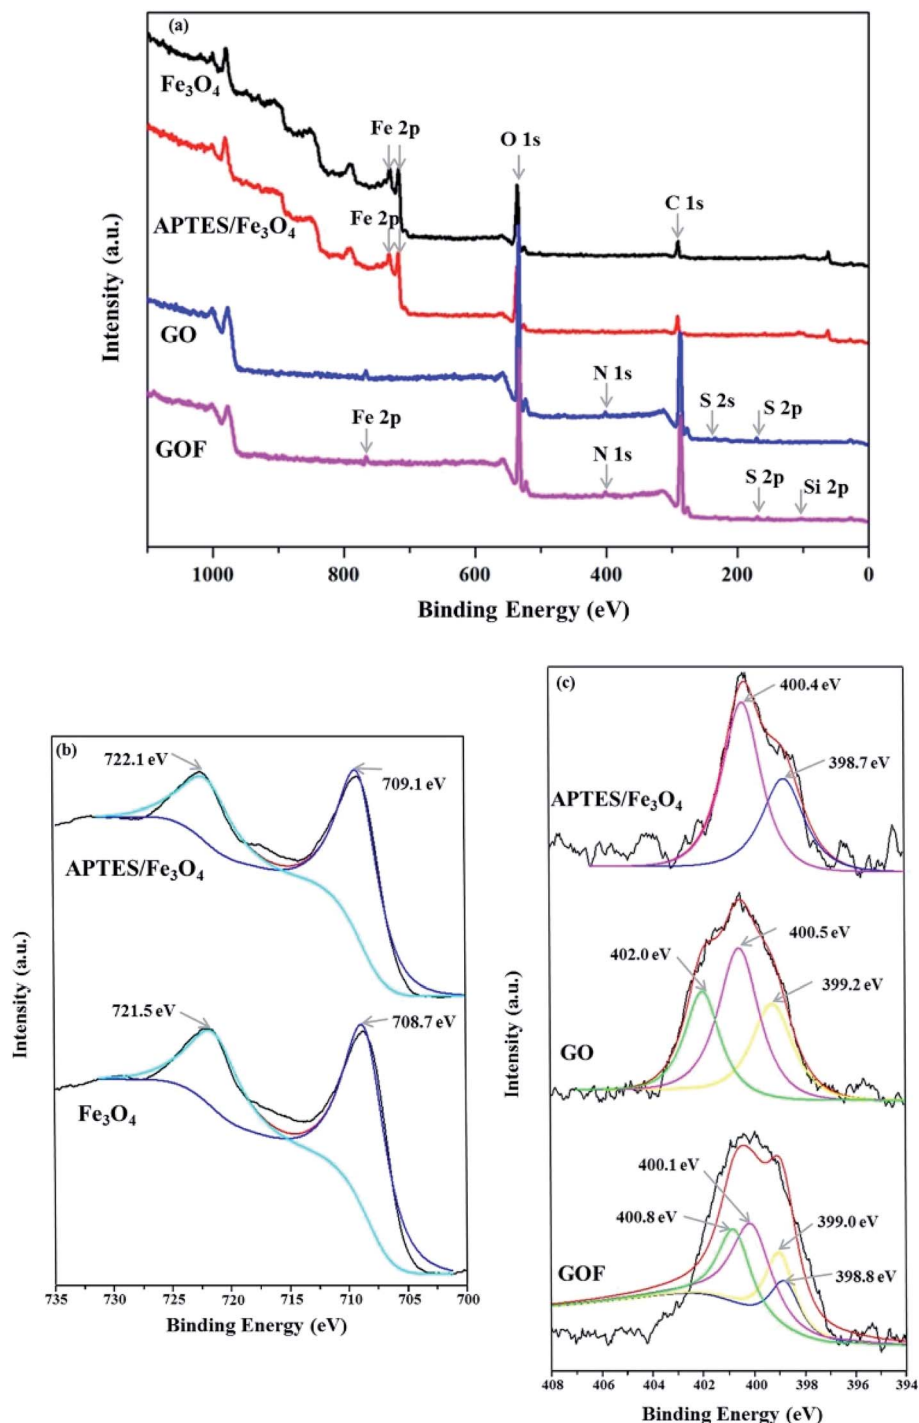 (a)
Fe₃O₄
Fe 2p
O 1s
C 1s
APTES/Fe₃O₄
Fe 2p
GO
N 1s
S 2s
S 2p
GOF
Fe 2p
N 1s
S 2p
Si 2p
Intensity (a.u.)
1000 800 600 400 200 0
Binding Energy (eV)
(b)
722.1 eV
709.1 eV
APTES/Fe₃O₄
721.5 eV
708.7 eV
Fe₃O₄
Intensity (a.u.)
735 725 720 715 710 705 700
Binding Energy (eV)
(c)
400.4 eV
398.7 eV
APTES/Fe₃O₄
400.5 eV
402.0 eV
399.2 eV
GO
400.1 eV
400.8 eV
399.0 eV
398.8 eV
GOF
Intensity (a.u.)
408 406 404 402 400 398 396 394
Binding Energy (eV)